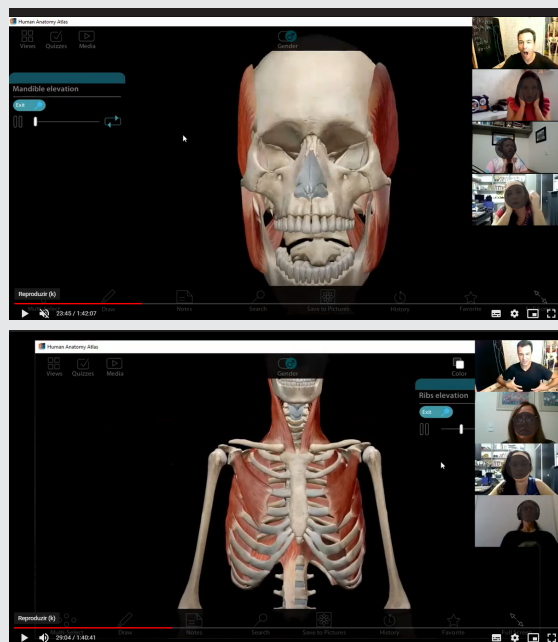 Human Anatomy Atlas
Views Quizzes Media Gender
Mandible elevation
Exit
Reproduzir (k)
Draw Notes Search Save to Pictures History Favorite
23:45 / 1:42:07
Human Anatomy Atlas
Views Quizzes Media Gender Color
Ribs elevation
Exit
Reproduzir (k)
Draw Notes Search Save to Pictures History Favorite
29:04 / 1:40:41